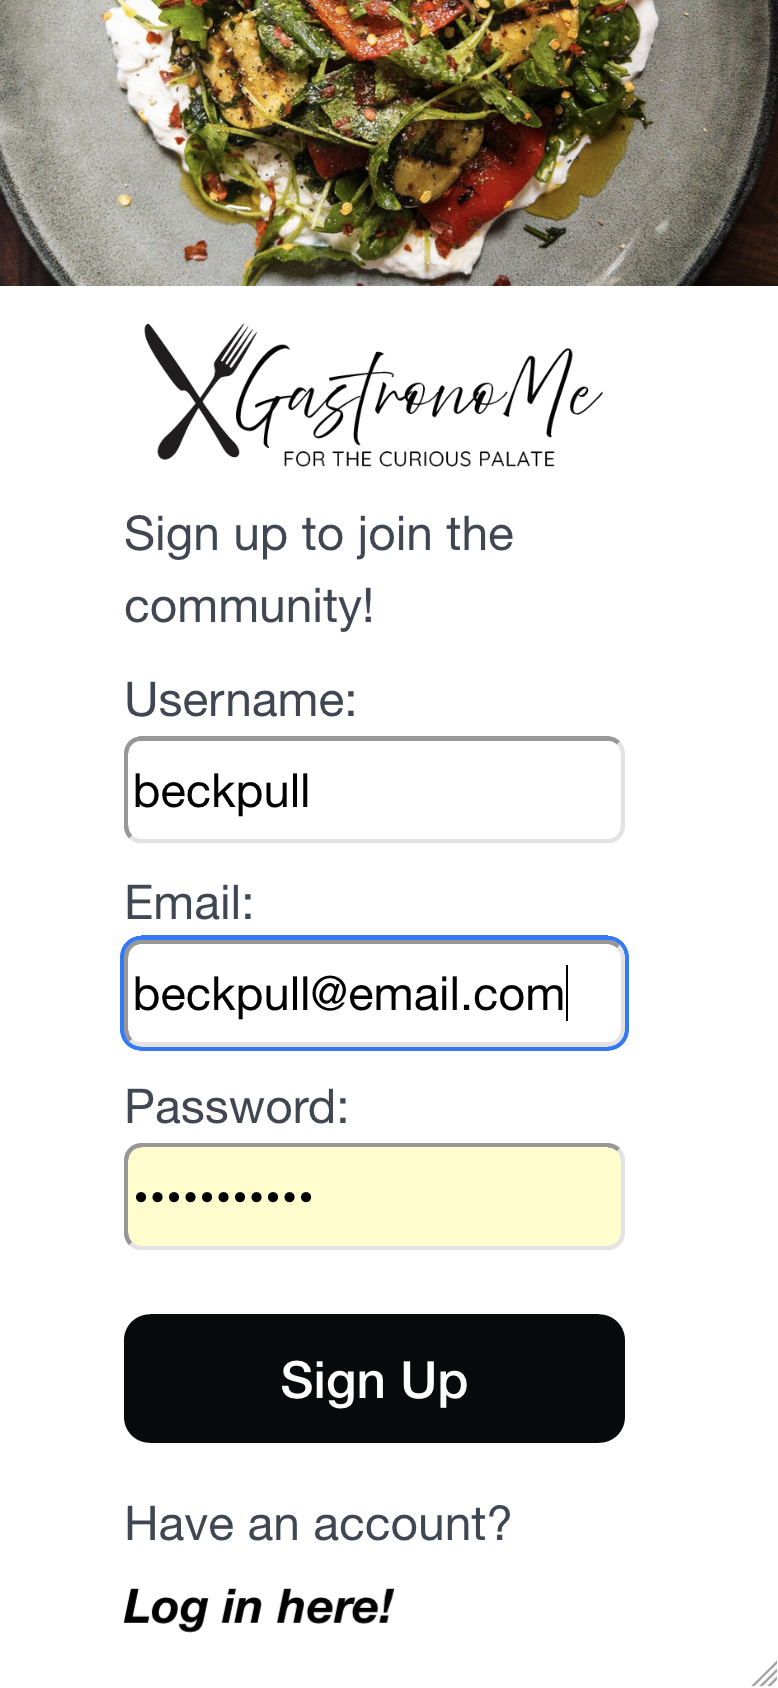 GastronoMe
FOR THE CURIOUS PALATE
Sign up to join the
community!
Username:
beckpull
Email:
beckpull@email.com
Password:
•••••••••••
Sign Up
Have an account?
Log in here!